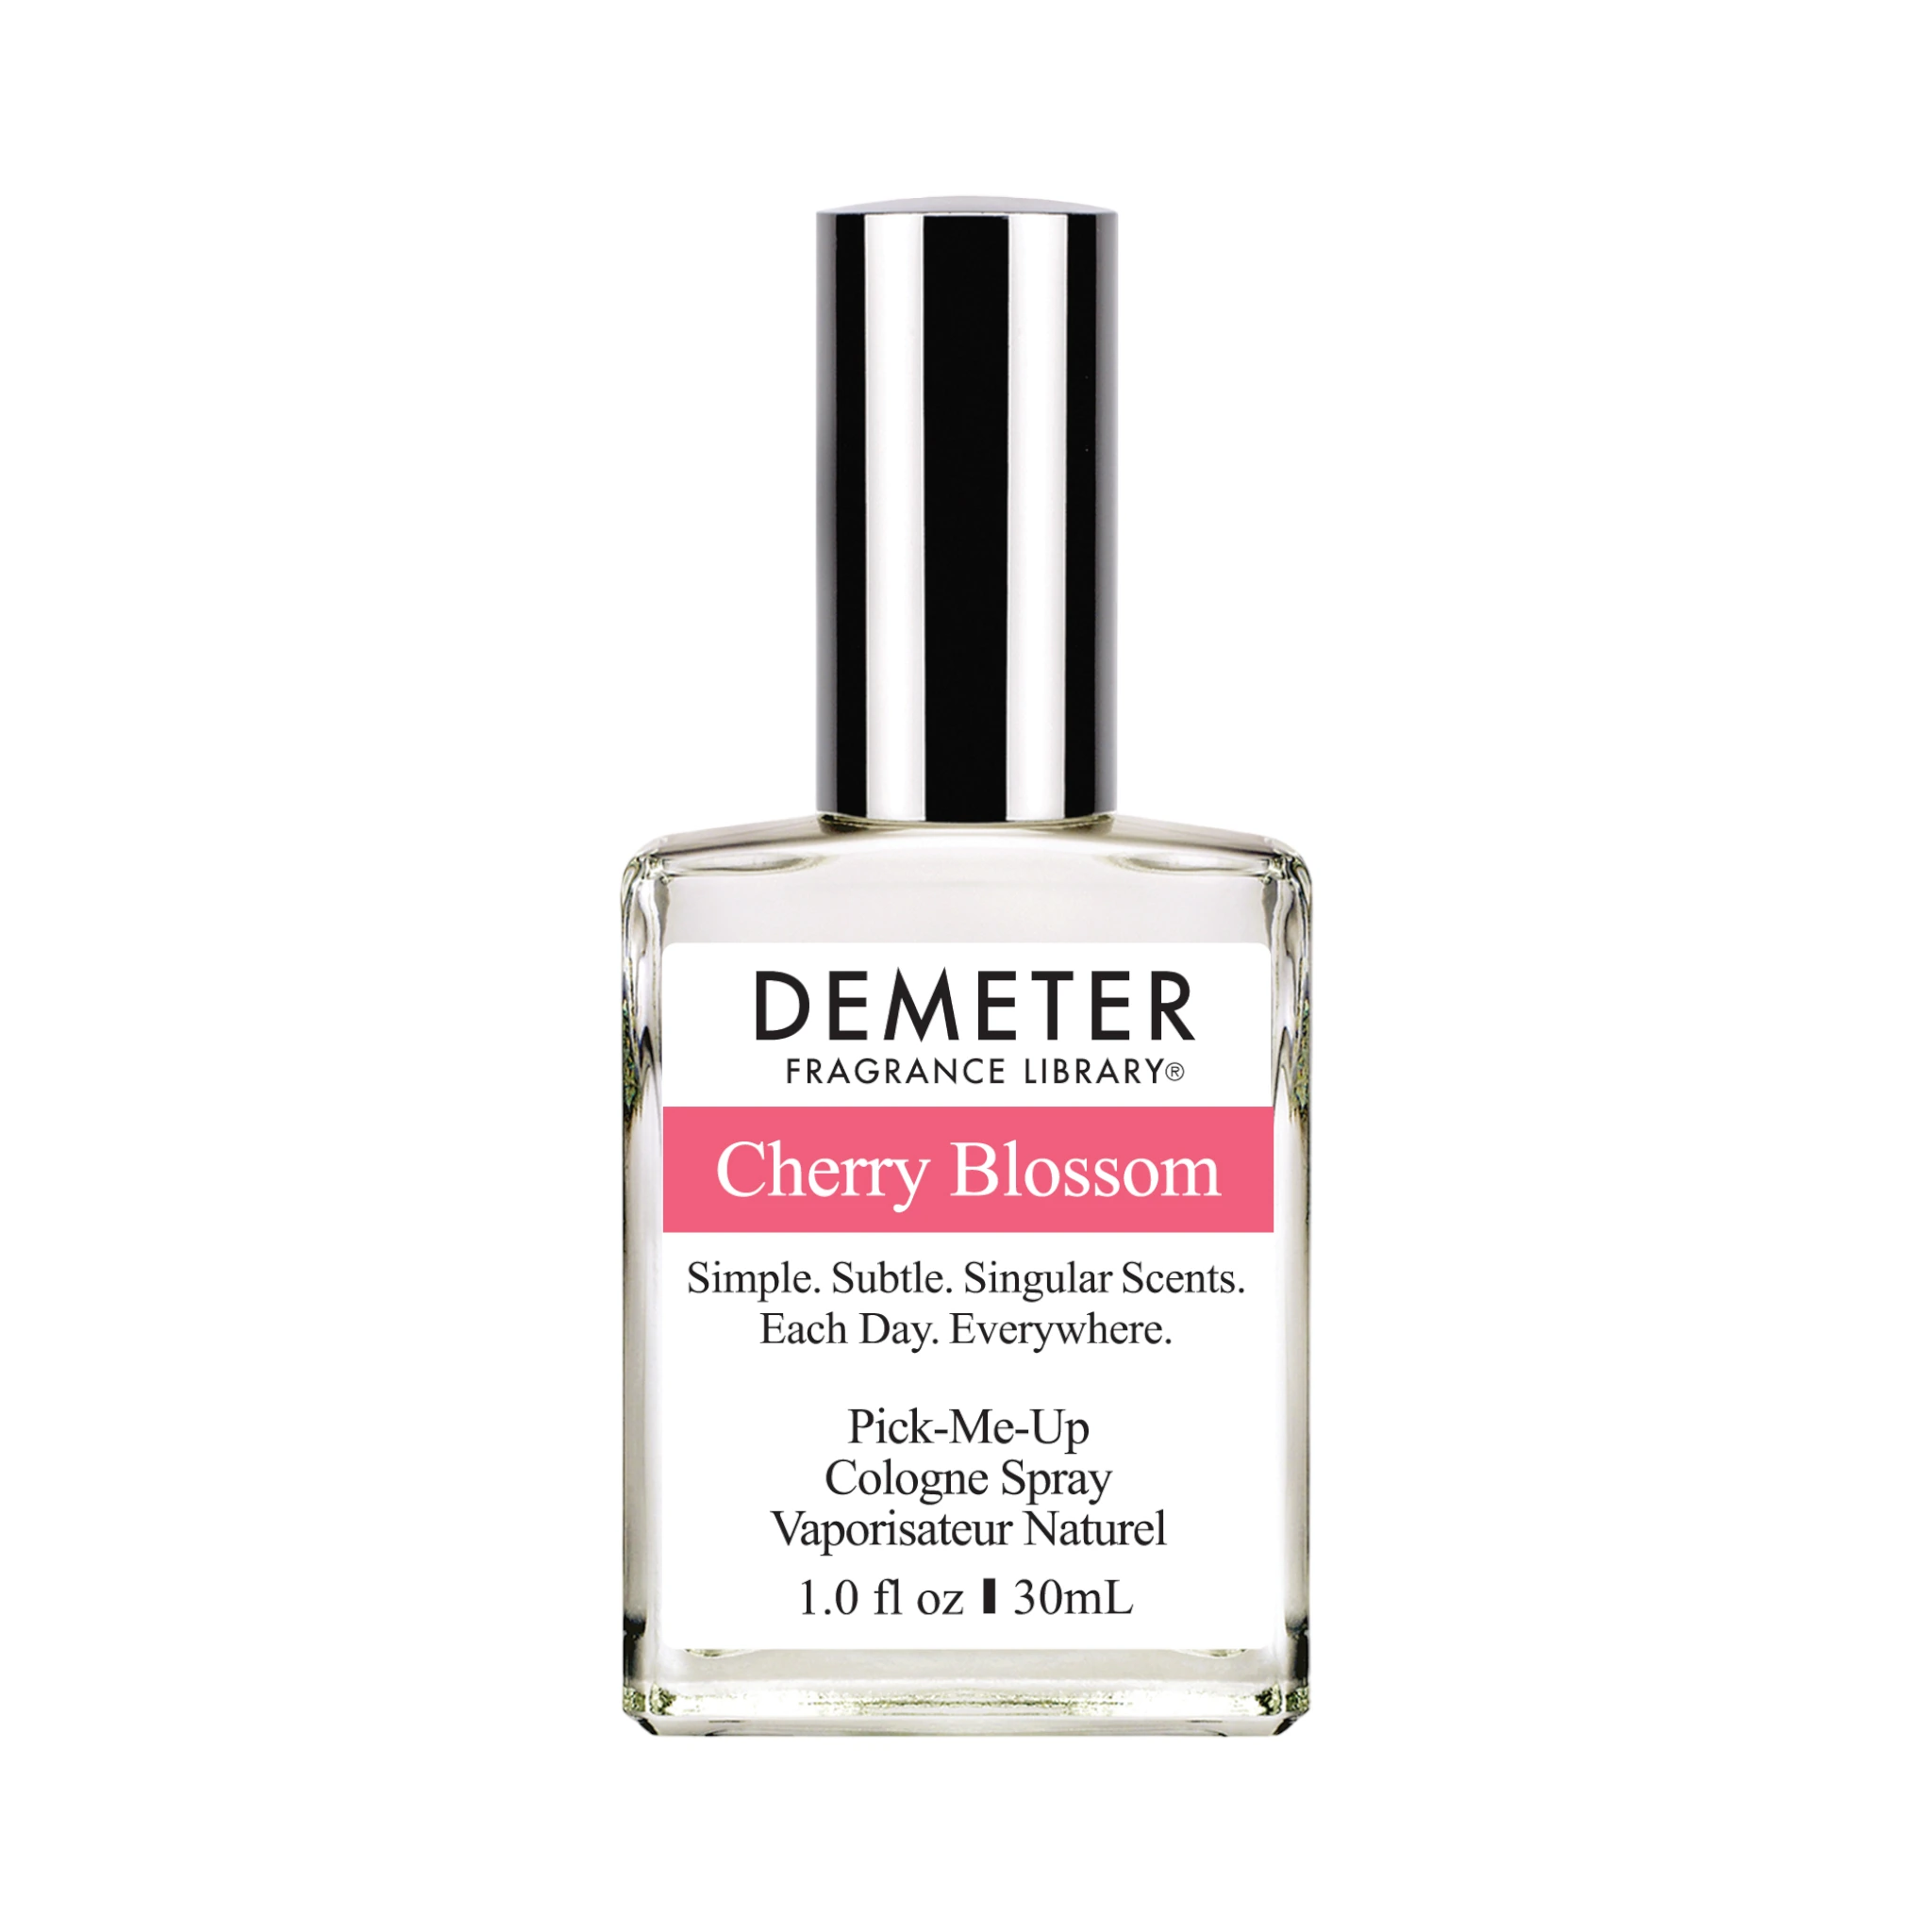 DEMETER
FRAGRANCE LIBRARY®
Cherry Blossom
Simple. Subtle. Singular Scents.
Each Day. Everywhere.
Pick-Me-Up
Cologne Spray
Vaporisateur Naturel
1.0 fl oz ▌30mL